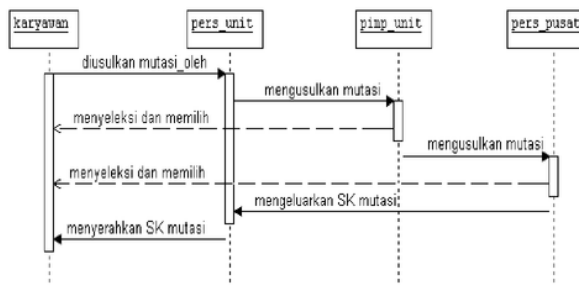 karyawan
pers_unit
pimp_unit
pers_pusat
diusulkan mutasi_oleh
mengusulkan mutasi
menyeleksi dan memilih
mengusulkan mutasi
menyeleksi dan memilih
mengeluarkan SK mutasi
menyerahkan SK mutasi